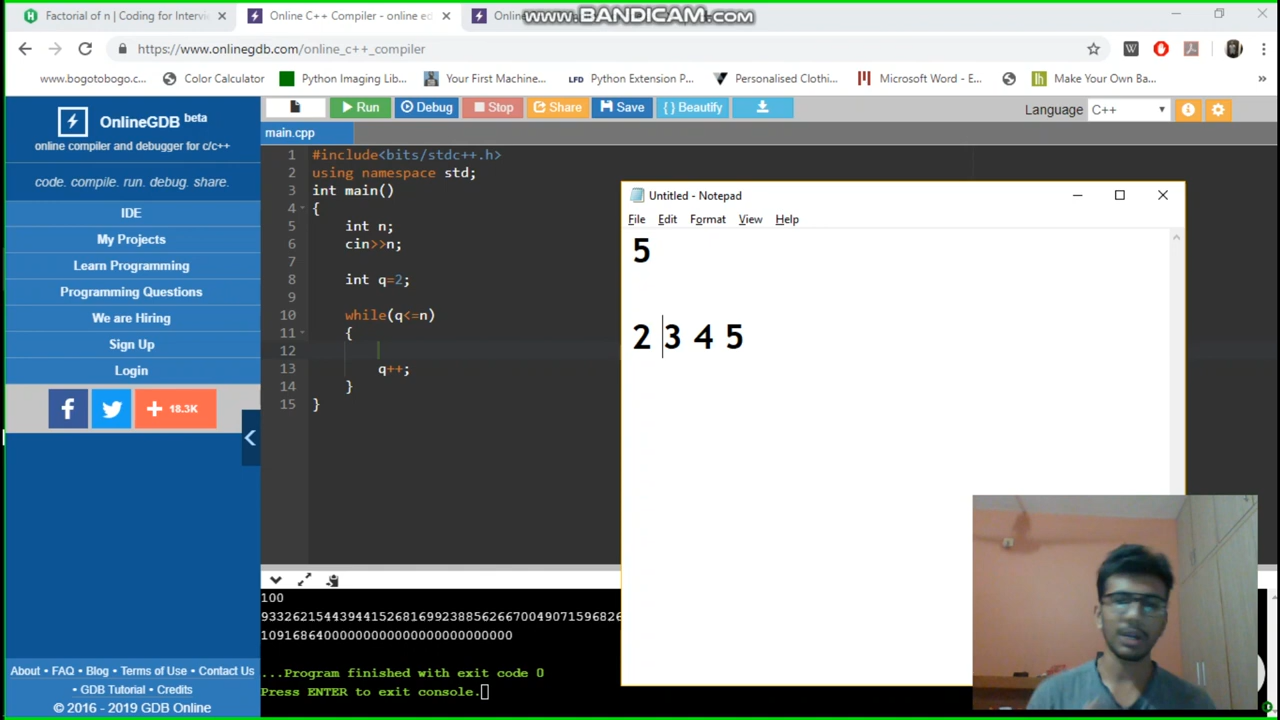 Factorial of n | Coding for Intervie
Online C++ Compiler - online ed
Onlin
www.BANDICAM.com
https://www.onlinegdb.com/online_c++_compiler
www.bogotobogo.c...
Color Calculator
Python Imaging Lib...
Your First Machine...
Python Extension P...
Personalised Clothi...
Microsoft Word - E...
Make Your Own Ba...
OnlineGDB beta
online compiler and debugger for c/c++
code. compile. run. debug. share.
IDE
My Projects
Learn Programming
Programming Questions
We are Hiring
Sign Up
Login
18.3K
About • FAQ • Blog • Terms of Use • Contact Us
• GDB Tutorial • Credits
© 2016 - 2019 GDB Online
Run
Debug
Stop
Share
Save
{ } Beautify
Language C++
main.cpp
1 #include<bits/stdc++.h>
2 using namespace std;
3 int main()
4 {
5 int n;
6 cin>>n;
7
8 int q=2;
9
10 while(q<=n)
11 {
12
13 q++;
14 }
15 }
Untitled - Notepad
File Edit Format View Help
5
2 3 4 5
100
10916864000000000000000000000000
...Program finished with exit code 0
Press ENTER to exit console.